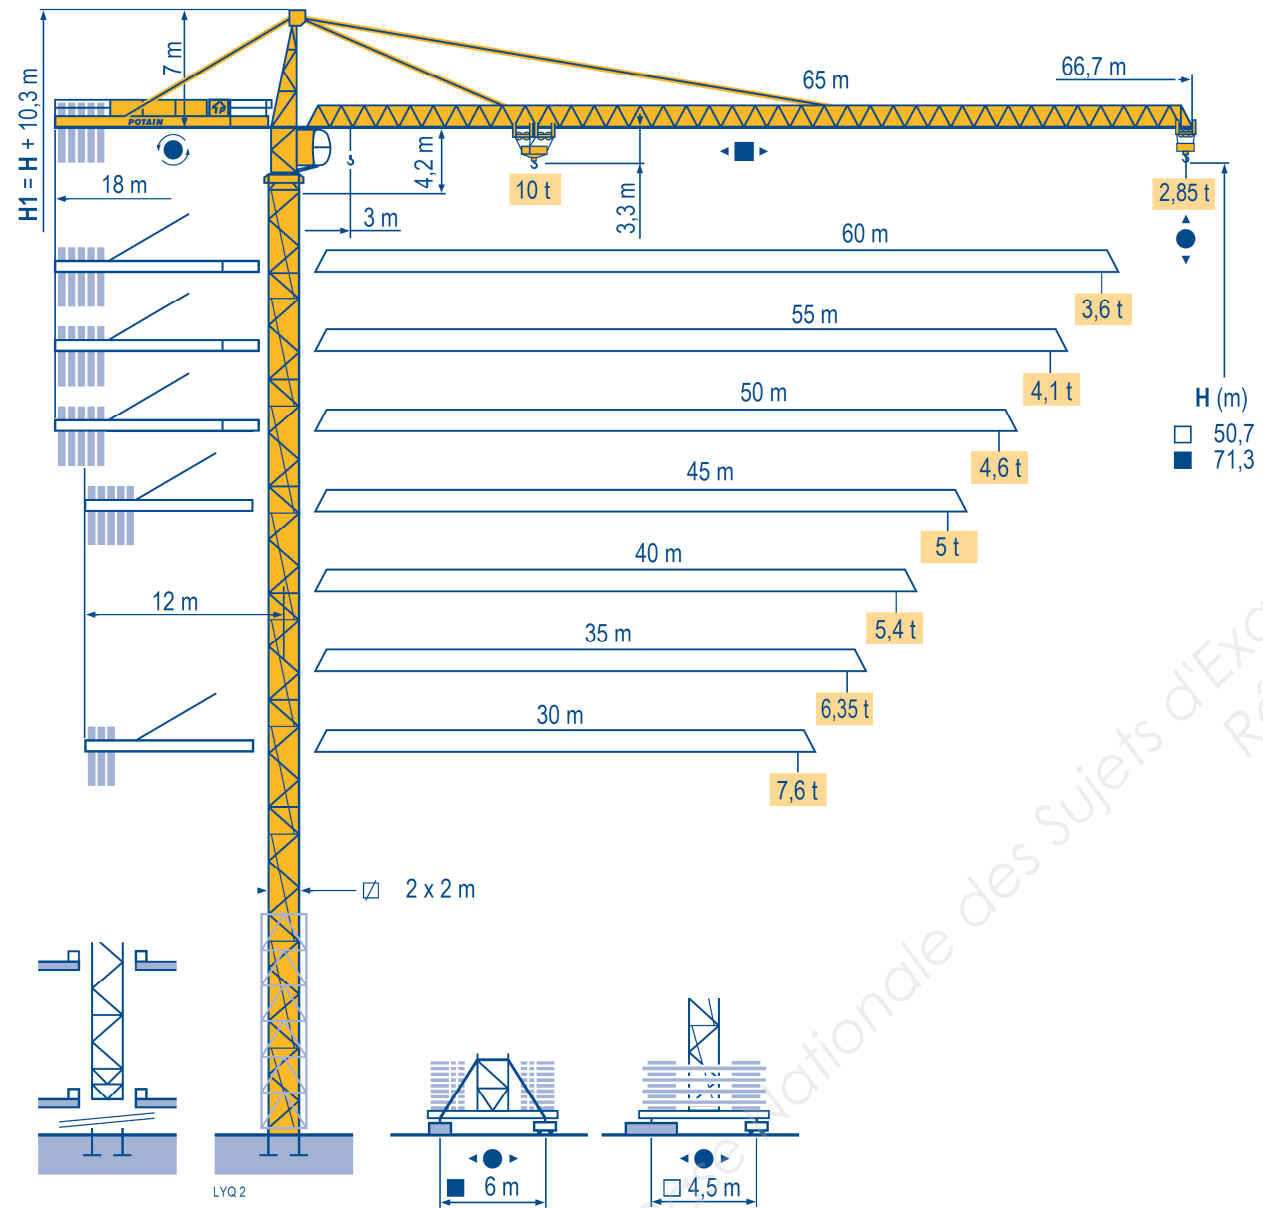 H1 = H + 10,3 m
7 m
65 m
66,7 m
POTAIN
18 m
4,2 m
3 m
10 t
3,3 m
2,85 t
60 m
3,6 t
55 m
4,1 t
50 m
4,6 t
H (m)
50,7
71,3
45 m
5 t
40 m
5,4 t
12 m
35 m
6,35 t
30 m
7,6 t
2 x 2 m
LYQ 2
6 m
4,5 m
Nationale des Sujets d'Exa